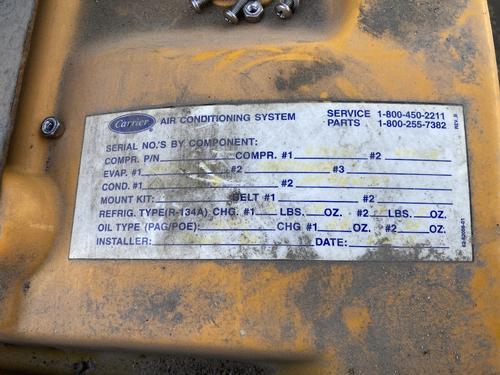 Carrier AIR CONDITIONING SYSTEM SERVICE 1-800-450-2211
PARTS 1-800-255-7382
REV. B
SERIAL NO.'S BY COMPONENT:
COMPR. P/N COMPR. #1 #2
EVAP. #1 #2 #3
COND. #1 #2
MOUNT KIT: BELT #1 #2
REFRIG. TYPE(R-134A) CHG. #1 LBS. OZ. #2 LBS. OZ.
OIL TYPE (PAG/POE): CHG #1 OZ. #2 OZ.
INSTALLER: DATE: